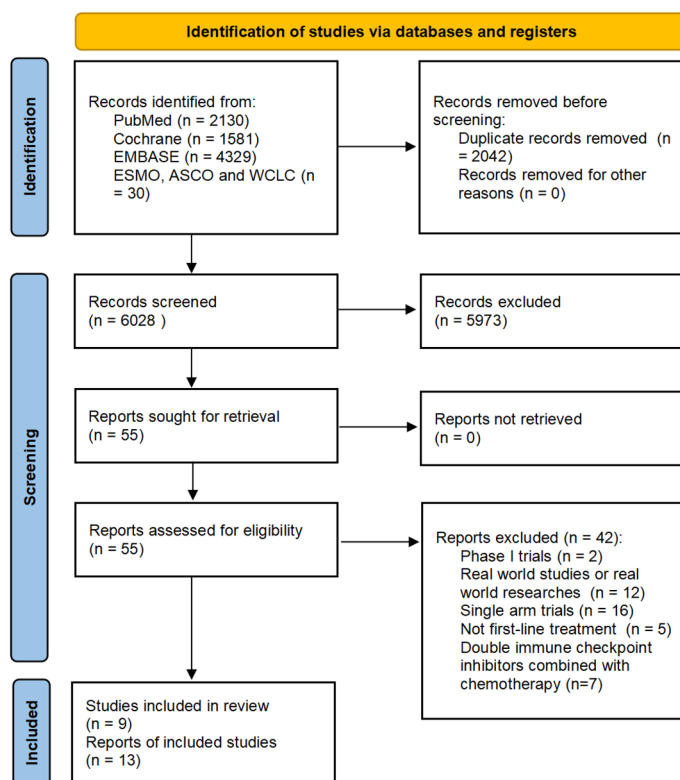 Identification of studies via databases and registers
Identification
Records identified from:
PubMed (n = 2130)
Cochrane (n = 1581)
EMBASE (n = 4329)
ESMO, ASCO and WCLC (n
= 30)
Records removed before
screening:
Duplicate records removed (n
= 2042)
Records removed for other
reasons (n = 0)
Screening
Records screened
(n = 6028 )
Records excluded
(n = 5973)
Reports sought for retrieval
(n = 55)
Reports not retrieved
(n = 0)
Reports assessed for eligibility
(n = 55)
Reports excluded (n = 42):
Phase I trials (n = 2)
Real world studies or real
world researches (n = 12)
Single arm trials (n = 16)
Not first-line treatment (n = 5)
Double immune checkpoint
inhibitors combined with
chemotherapy (n=7)
Included
Studies included in review
(n = 9)
Reports of included studies
(n = 13)